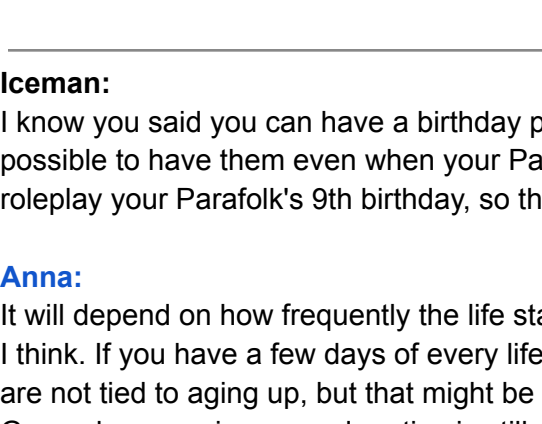 Iceman:
I know you said you can have a birthday p
possible to have them even when your Pa
roleplay your Parafolk's 9th birthday, so th
Anna:
It will depend on how frequently the life sta
I think. If you have a few days of every life
are not tied to aging up, but that might be